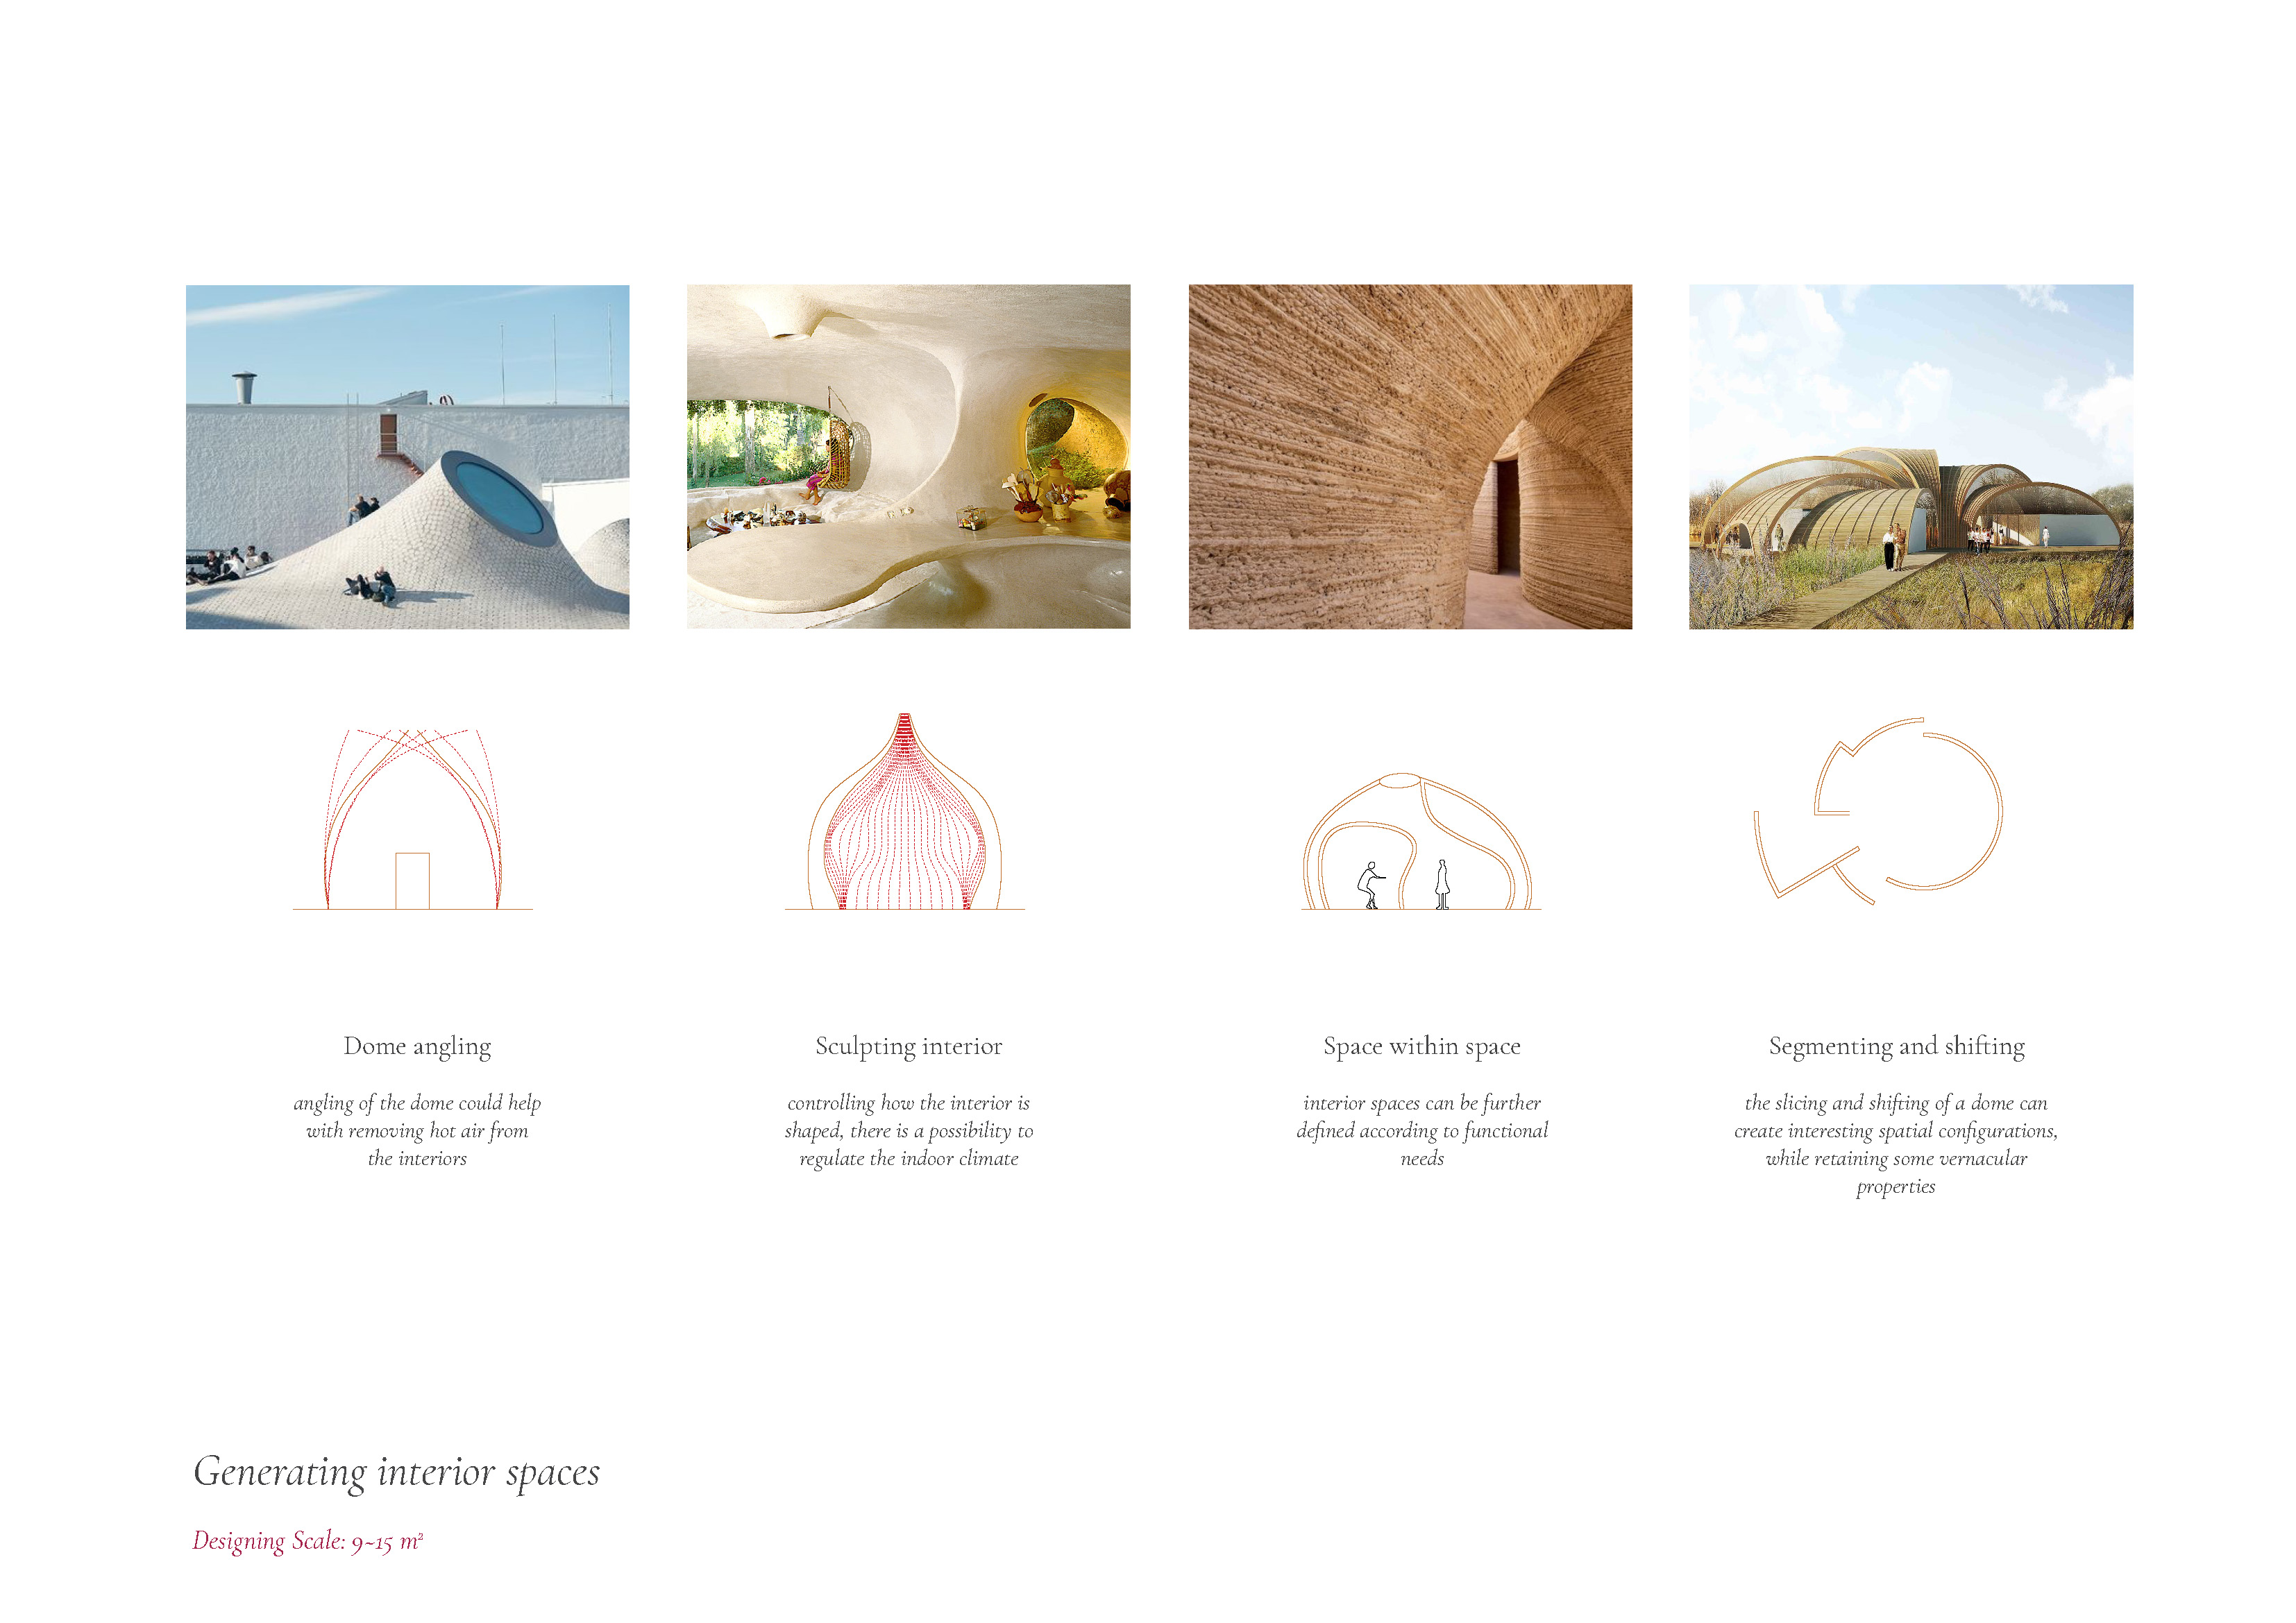 Dome angling
angling of the dome could help
with removing hot air from
the interiors
Sculpting interior
controlling how the interior is
shaped, there is a possibility to
regulate the indoor climate
Space within space
interior spaces can be further
defined according to functional
needs
Segmenting and shifting
the slicing and shifting of a dome can
create interesting spatial configurations,
while retaining some vernacular
properties
Generating interior spaces
Designing Scale: 9~15 m²